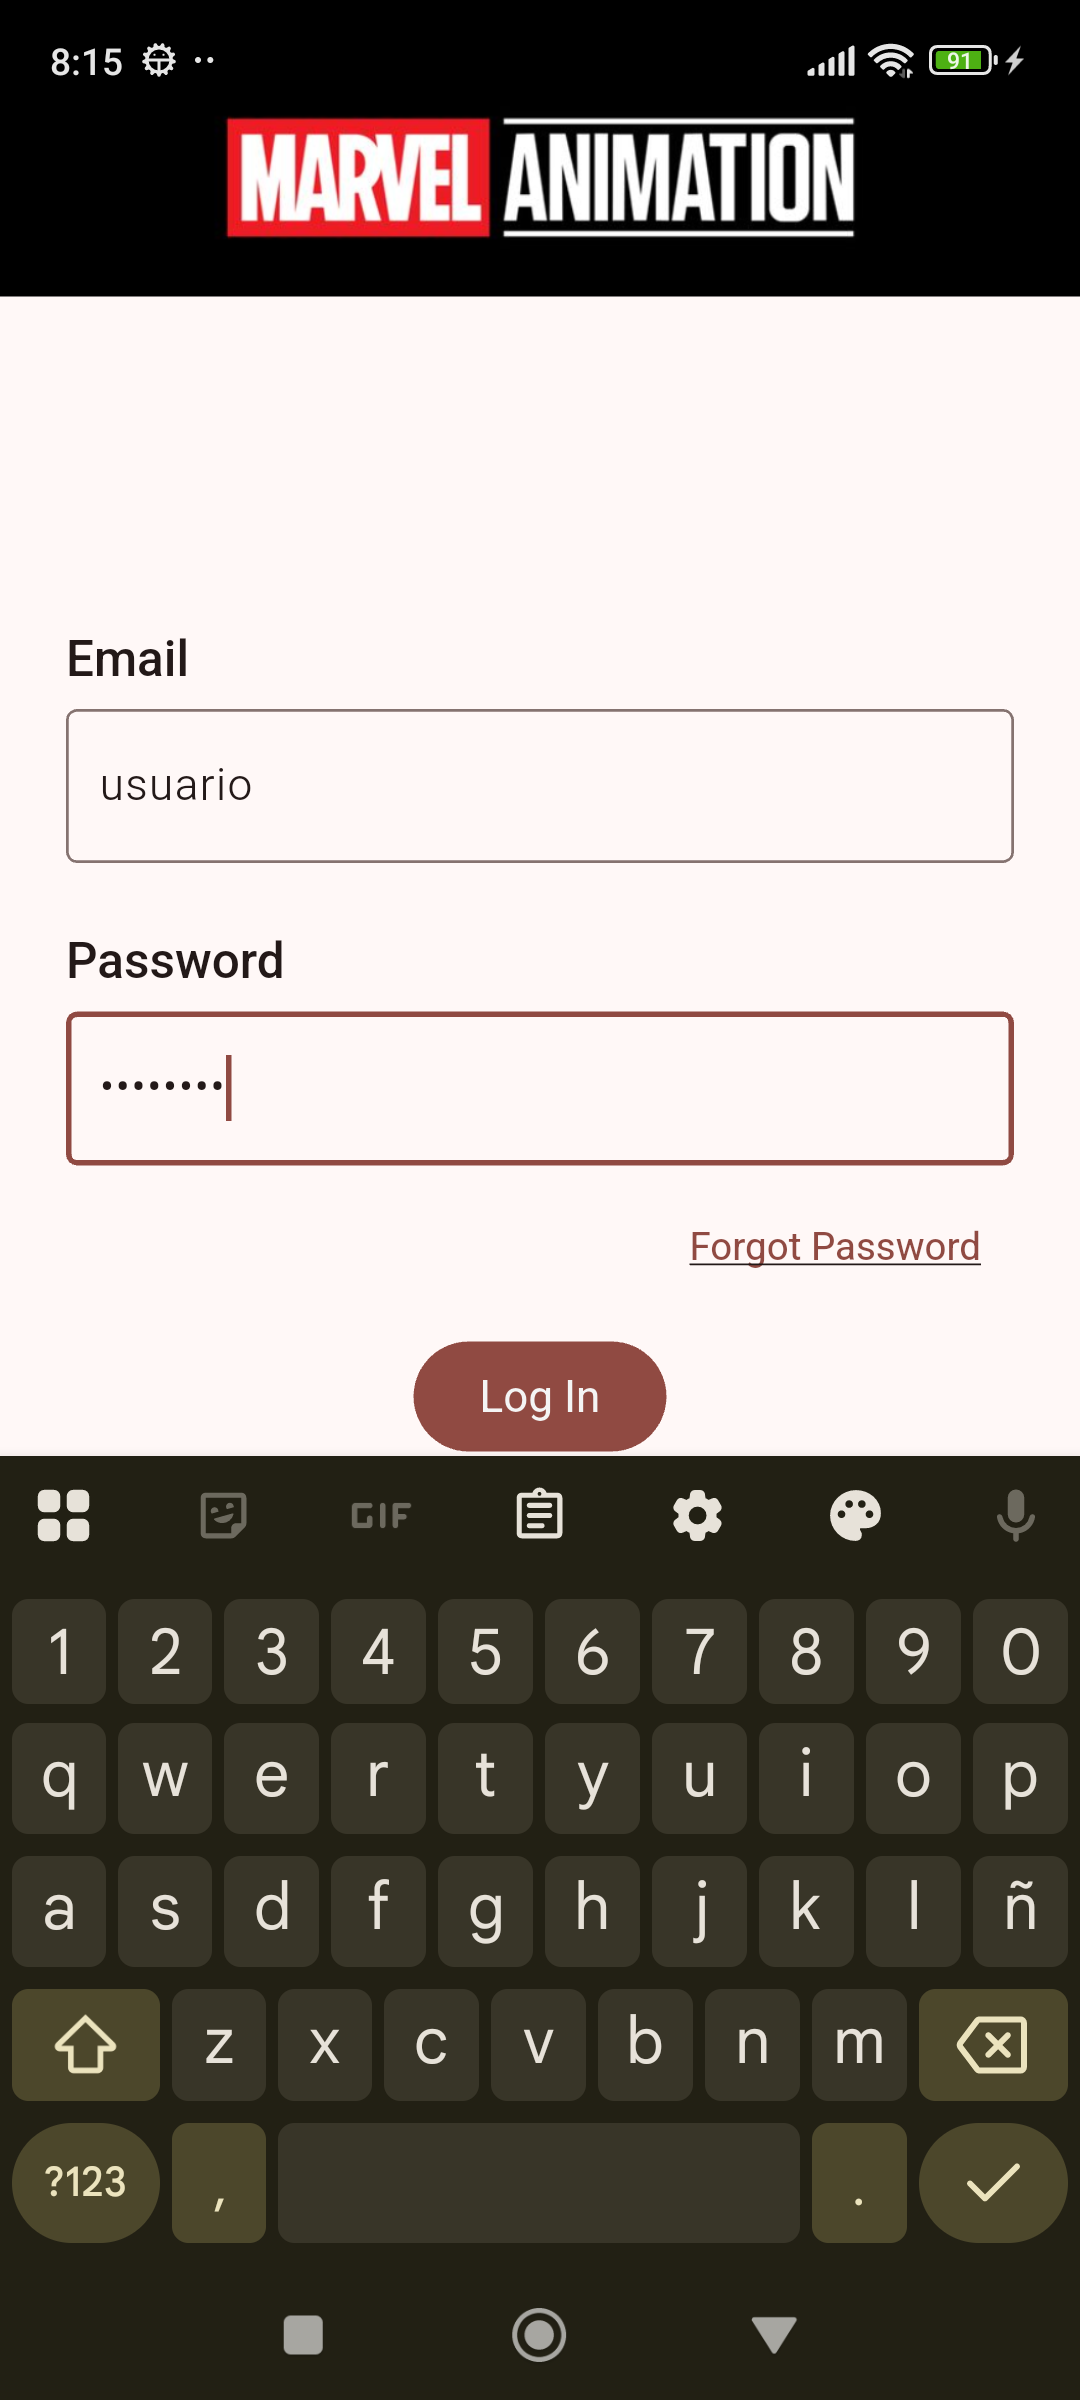 8:15
91
MARVEL ANIMATION
Email
usuario
Password
••••••••
Forgot Password
Log In
GIF
1 2 3 4 5 6 7 8 9 0
q w e r t y u i o p
a s d f g h j k l ñ
z x c v b n m
?123 , .